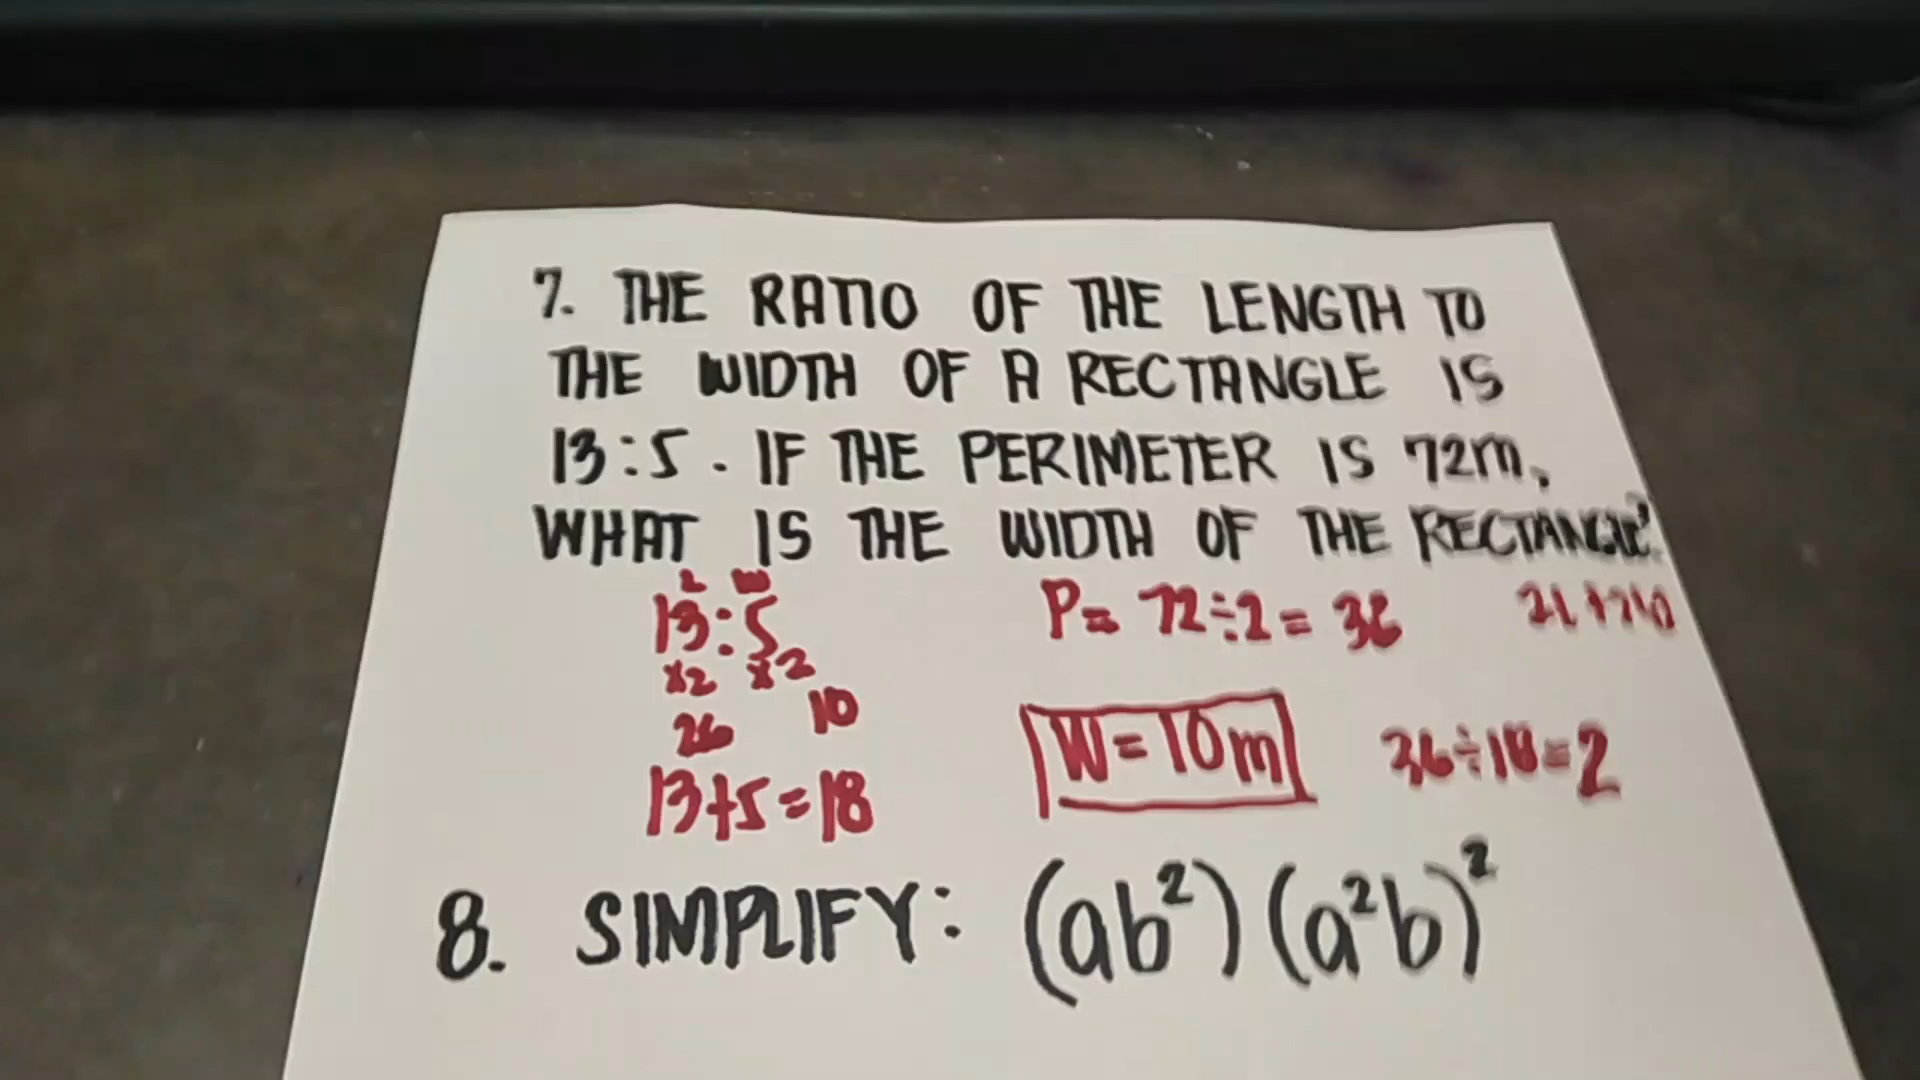 7. THE RATIO OF THE LENGTH TO
THE WIDTH OF A RECTANGLE IS
13:5. IF THE PERIMETER IS 72m,
WHAT IS THE WIDTH OF THE RECTANGLE?
L W
13:5
x2 x2
26 10
13+5=18
P= 72÷2= 36
2L+2W
W=10m
36÷18=2
8. SIMPLIFY: (ab²)(a²b)²